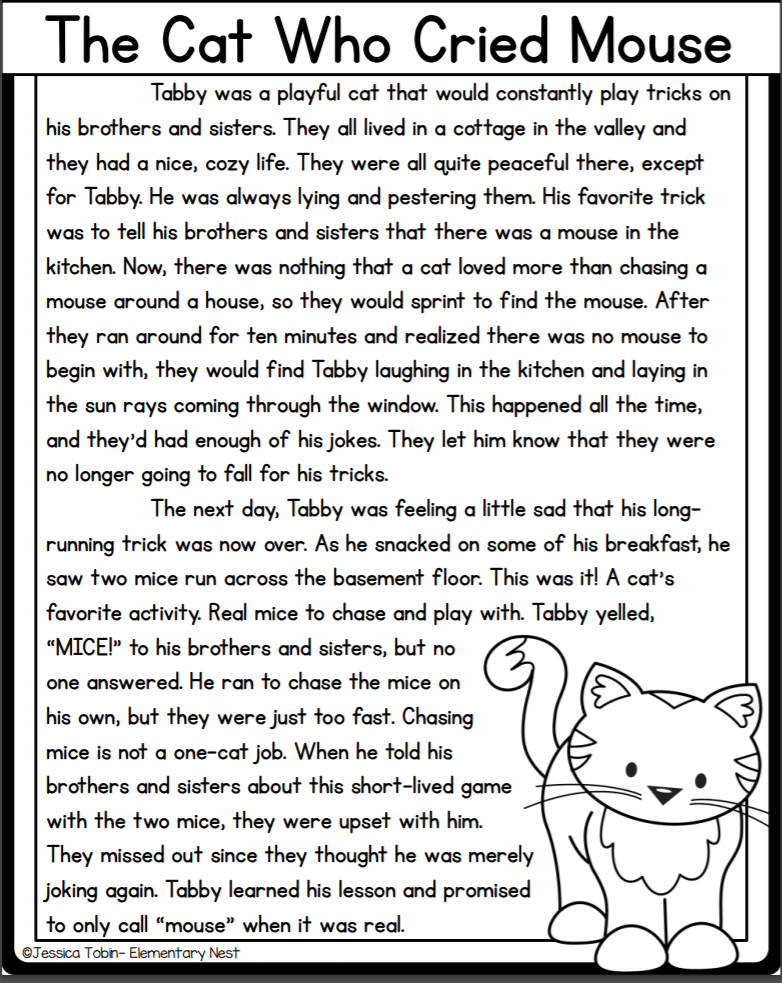 The Cat Who Cried Mouse
Tabby was a playful cat that would constantly play tricks on
his brothers and sisters. They all lived in a cottage in the valley and
they had a nice, cozy life. They were all quite peaceful there, except
for Tabby. He was always lying and pestering them. His favorite trick
was to tell his brothers and sisters that there was a mouse in the
kitchen. Now, there was nothing that a cat loved more than chasing a
mouse around a house, so they would sprint to find the mouse. After
they ran around for ten minutes and realized there was no mouse to
begin with, they would find Tabby laughing in the kitchen and laying in
the sun rays coming through the window. This happened all the time,
and they'd had enough of his jokes. They let him know that they were
no longer going to fall for his tricks.
The next day, Tabby was feeling a little sad that his long-
running trick was now over. As he snacked on some of his breakfast, he
saw two mice run across the basement floor. This was it! A cat's
favorite activity. Real mice to chase and play with. Tabby yelled,
"MICE!" to his brothers and sisters, but no
one answered. He ran to chase the mice on
his own, but they were just too fast. Chasing
mice is not a one-cat job. When he told his
brothers and sisters about this short-lived game
with the two mice, they were upset with him.
They missed out since they thought he was merely
joking again. Tabby learned his lesson and promised
to only call "mouse" when it was real.
©Jessica Tobin- Elementary Nest